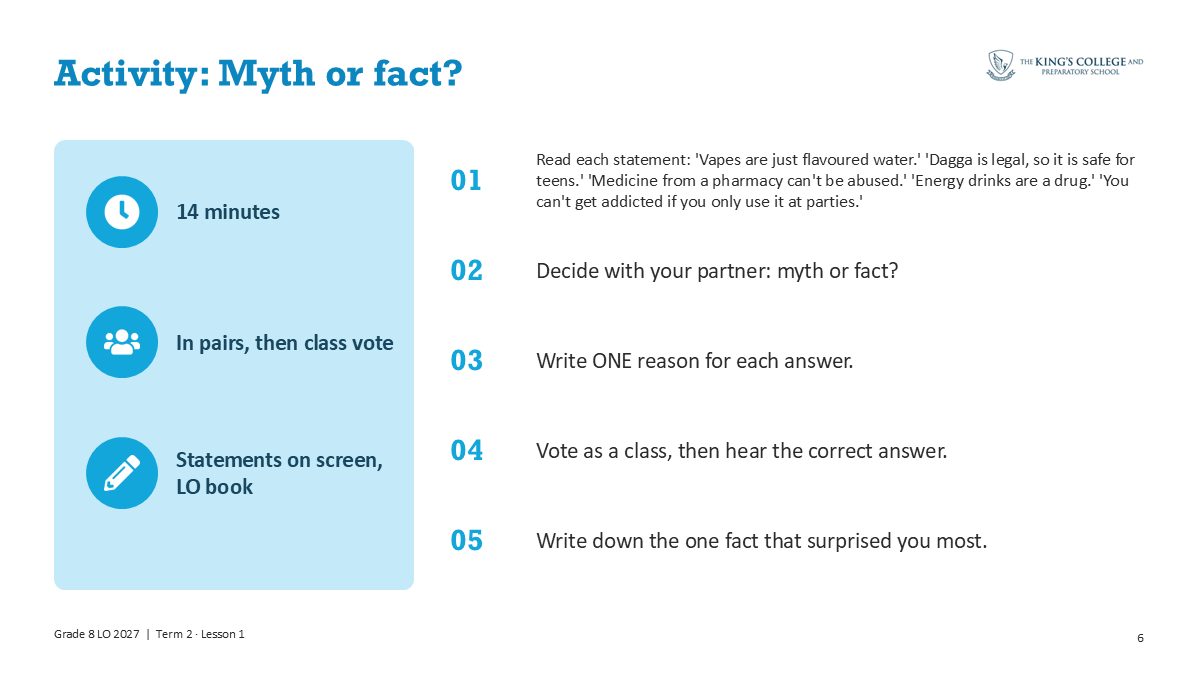 Activity: Myth or fact?
THE KING'S COLLEGE AND
PREPARATORY SCHOOL
14 minutes
In pairs, then class vote
Statements on screen,
LO book
01
Read each statement: 'Vapes are just flavoured water.' 'Dagga is legal, so it is safe for
teens.' 'Medicine from a pharmacy can't be abused.' 'Energy drinks are a drug.' 'You
can't get addicted if you only use it at parties.'
02
Decide with your partner: myth or fact?
03
Write ONE reason for each answer.
04
Vote as a class, then hear the correct answer.
05
Write down the one fact that surprised you most.
Grade 8 LO 2027 | Term 2 · Lesson 1
6